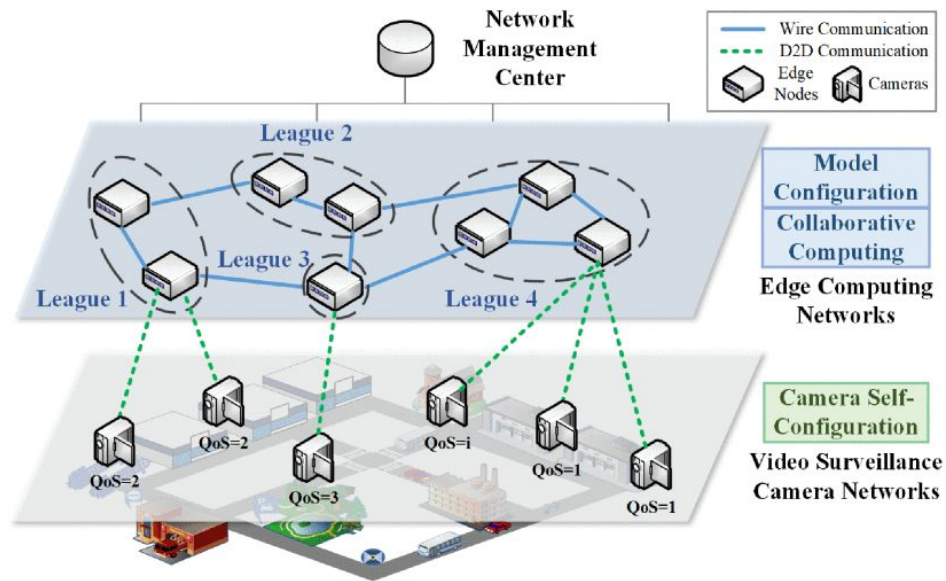 Network
Management
Center
Wire Communication
D2D Communication
Edge
Nodes
Cameras
League 2
League 3
League 1
League 4
Model
Configuration
Collaborative
Computing
Edge Computing
Networks
QoS=2
QoS=2
QoS=3
QoS=i
QoS=1
QoS=1
Camera Self-
Configuration
Video Surveillance
Camera Networks